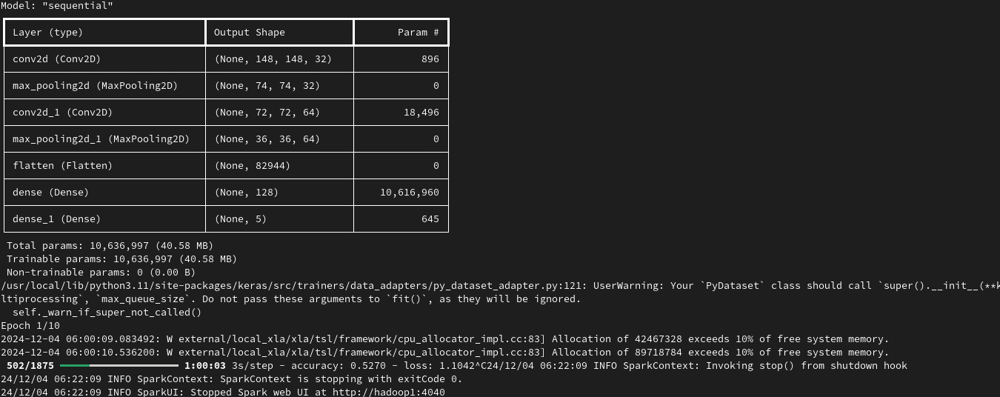 Model: "sequential"
Layer (type) Output Shape Param #
conv2d (Conv2D) (None, 148, 148, 32) 896
max_pooling2d (MaxPooling2D) (None, 74, 74, 32) 0
conv2d_1 (Conv2D) (None, 72, 72, 64) 18,496
max_pooling2d_1 (MaxPooling2D) (None, 36, 36, 64) 0
flatten (Flatten) (None, 82944) 0
dense (Dense) (None, 128) 10,616,960
dense_1 (Dense) (None, 5) 645
Total params: 10,636,997 (40.58 MB)
Trainable params: 10,636,997 (40.58 MB)
Non-trainable params: 0 (0.00 B)
/usr/local/lib/python3.11/site-packages/keras/src/trainers/data_adapters/py_dataset_adapter.py:121: UserWarning: Your `PyDataset` class should call `super().__init__(**k
ltiprocessing`, `max_queue_size`. Do not pass these arguments to `fit()`, as they will be ignored.
self._warn_if_super_not_called()
Epoch 1/10
2024-12-04 06:00:09.083492: W external/local_xla/xla/tsl/framework/cpu_allocator_impl.cc:83] Allocation of 42467328 exceeds 10% of free system memory.
2024-12-04 06:00:10.536200: W external/local_xla/xla/tsl/framework/cpu_allocator_impl.cc:83] Allocation of 89718784 exceeds 10% of free system memory.
502/1875 1:00:03 3s/step - accuracy: 0.5270 - loss: 1.1042^C24/12/04 06:22:09 INFO SparkContext: Invoking stop() from shutdown hook
24/12/04 06:22:09 INFO SparkContext: SparkContext is stopping with exitCode 0.
24/12/04 06:22:09 INFO SparkUI: Stopped Spark web UI at http://hadoop1:4040